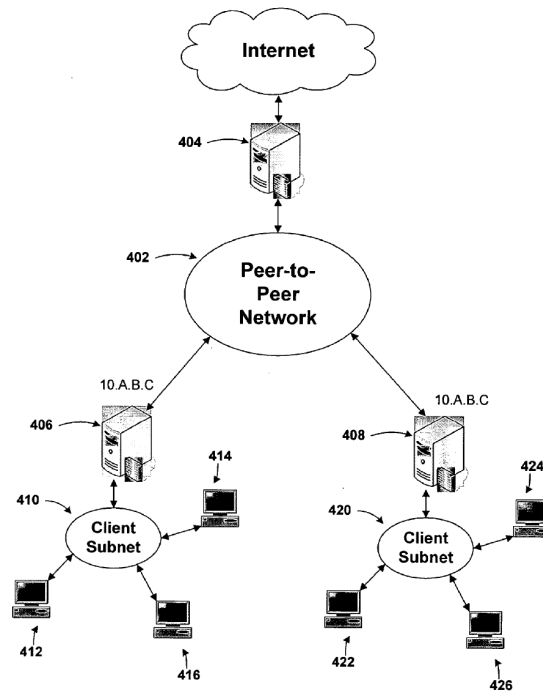 Internet
404
402
Peer-to-
Peer
Network
10.A.B.C
10.A.B.C
406
408
414
424
410
Client
Subnet
420
Client
Subnet
412
416
422
426